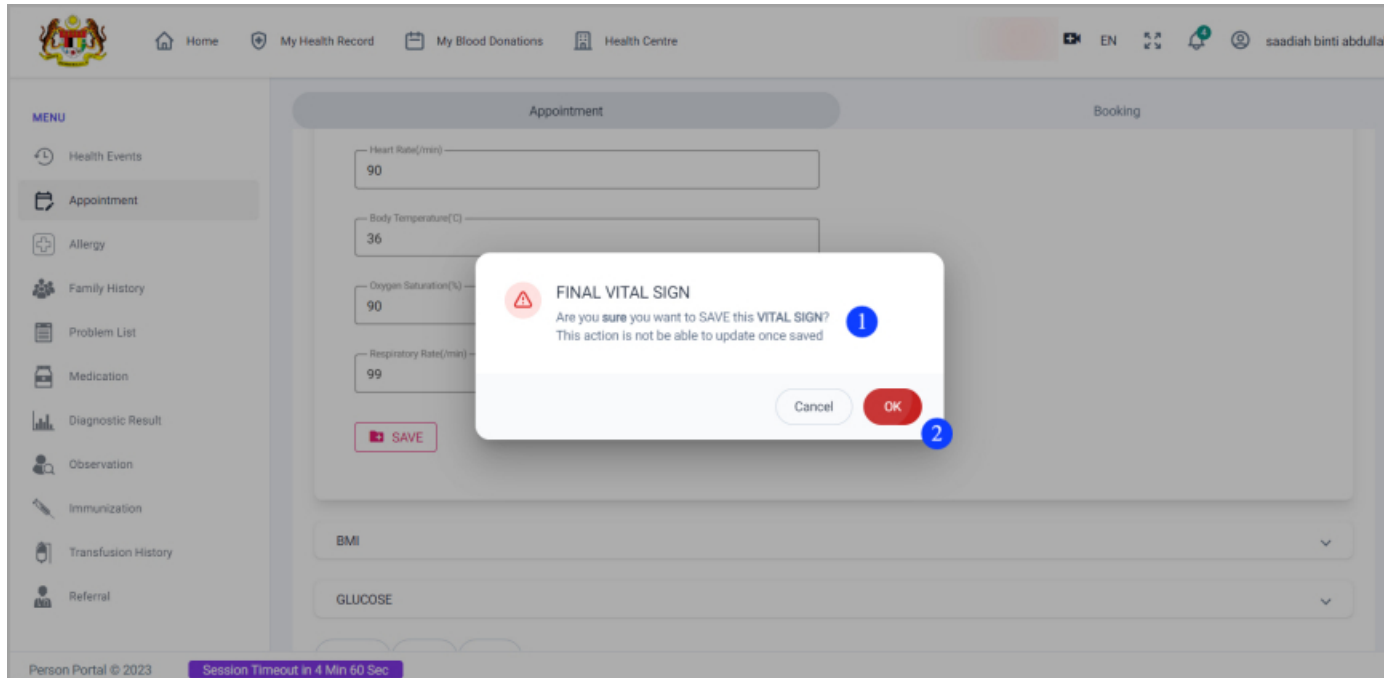 Home
My Health Record
My Blood Donations
Health Centre
EN
4
saadiah binti abdulla
MENU
Health Events
Appointment
Allergy
Family History
Problem List
Medication
Diagnostic Result
Observation
Immunization
Transfusion History
Referral
Appointment
Booking
Heart Rate(/min)
90
Body Temperature(℃)
36
Oxygen Saturation(%)
90
Respiratory Rate(/min)
99
SAVE
FINAL VITAL SIGN
Are you sure you want to SAVE this VITAL SIGN?
This action is not be able to update once saved
1
Cancel
OK
2
BMI
GLUCOSE
Person Portal © 2023
Session Timeout in 4 Min 60 Sec